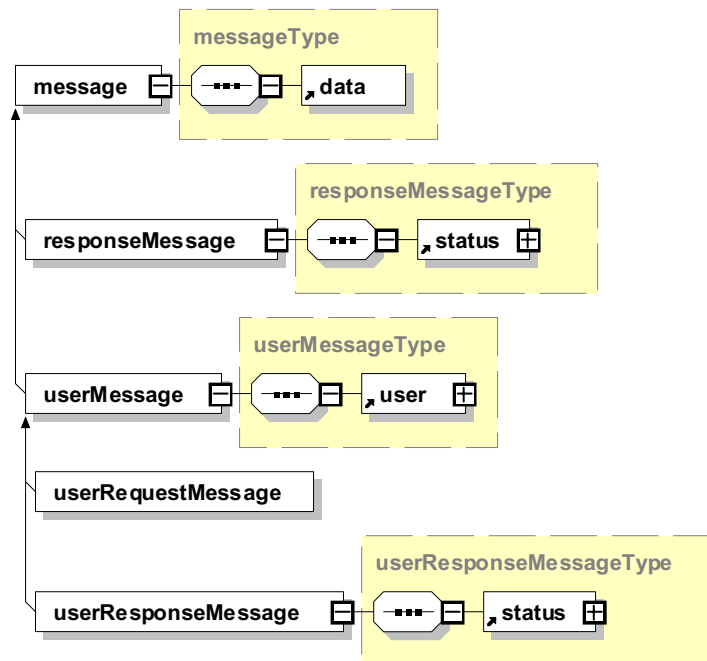 messageType
message
data
responseMessageType
responseMessage
status
userMessageType
userMessage
user
userRequestMessage
userResponseMessageType
userResponseMessage
status